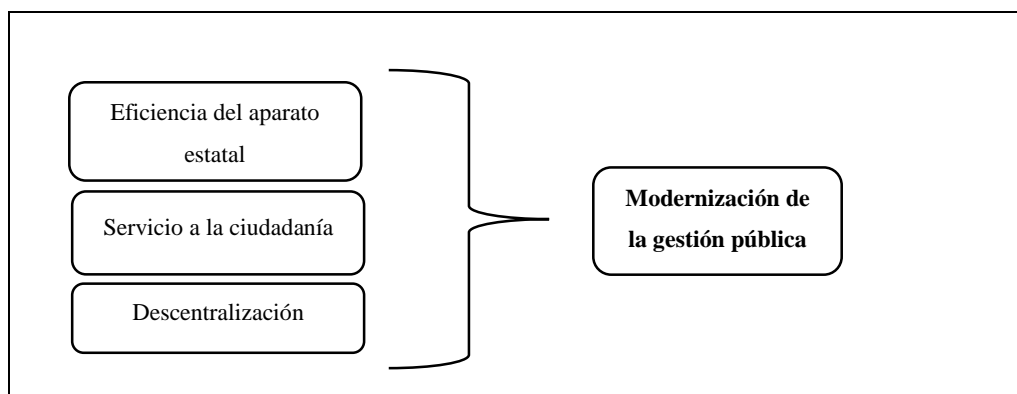 Eficiencia del aparato
estatal
Servicio a la ciudadanía
Descentralización
Modernización de
la gestión pública